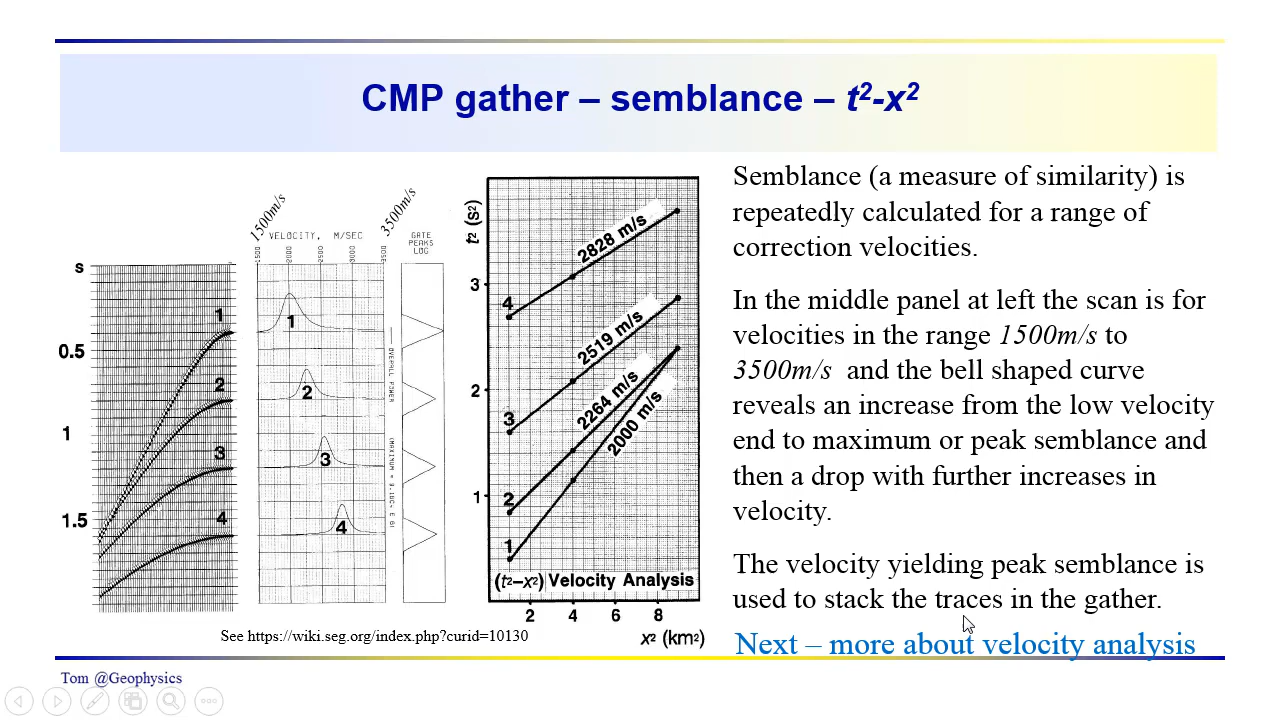 CMP gather – semblance – t²-x²
1500m/s
3500m/s
VELOCITY, M/SEC
1500
2000
2500
3000
3500
GATE
PEAKS
LOG
s
0.5
1
1.5
1
2
3
4
1
2
3
4
OVERALL POWER
t² (s²)
3
2
1
4
3
2
1
2828 m/s
2519 m/s
2264 m/s
2000 m/s
(t²–x²) Velocity Analysis
2 4 6 8
x² (km²)
See https://wiki.seg.org/index.php?curid=10130
Semblance (a measure of similarity) is
repeatedly calculated for a range of
correction velocities.
In the middle panel at left the scan is for
velocities in the range 1500m/s to
3500m/s and the bell shaped curve
reveals an increase from the low velocity
end to maximum or peak semblance and
then a drop with further increases in
velocity.
The velocity yielding peak semblance is
used to stack the traces in the gather.
Next – more about velocity analysis
Tom @Geophysics